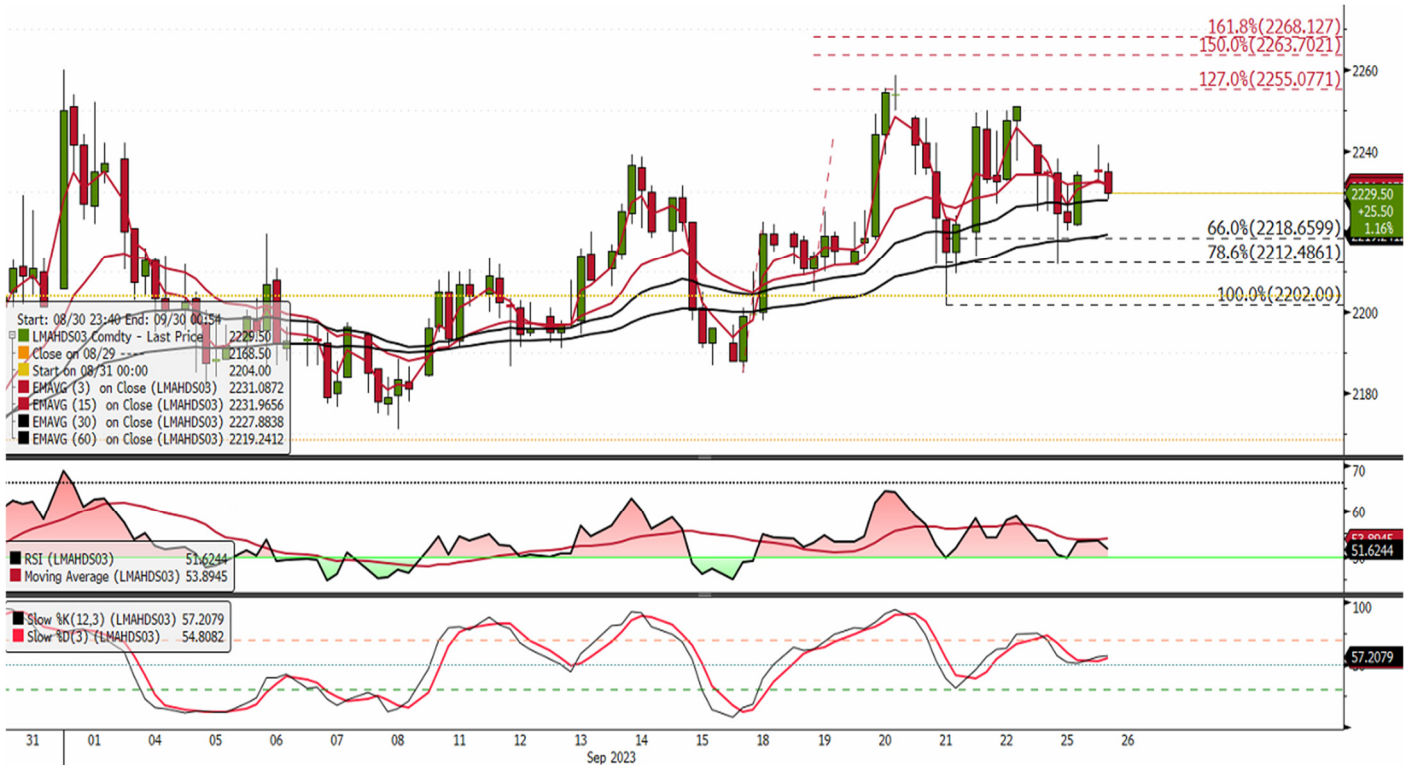 161.8%(2268.127)
150.0%(2263.7021)
127.0%(2255.0771)
66.0%(2218.6599)
78.6%(2212.4861)
100.0%(2202.00)
2260
2240
2229.50
+25.50
1.16%
2200
2180
Start: 08/30 23:40 End: 09/30 00:54
LMAHDS03 Comdty - Last Price 2229.50
Close on 08/29 ---- 2168.50
Start on 08/31 00:00 2204.00
EMAVG (3) on Close (LMAHDS03) 2231.0872
EMAVG (15) on Close (LMAHDS03) 2231.9656
EMAVG (30) on Close (LMAHDS03) 2227.8838
EMAVG (60) on Close (LMAHDS03) 2219.2412
70
60
53.8945
51.6244
RSI (LMAHDS03) 51.6244
Moving Average (LMAHDS03) 53.8945
Slow %K(12,3) (LMAHDS03) 57.2079
Slow %D(3) (LMAHDS03) 54.8082
100
57.2079
31 01 04 05 06 07 08 11 12 13 14 15 18 19 20 21 22 25 26
Sep 2023